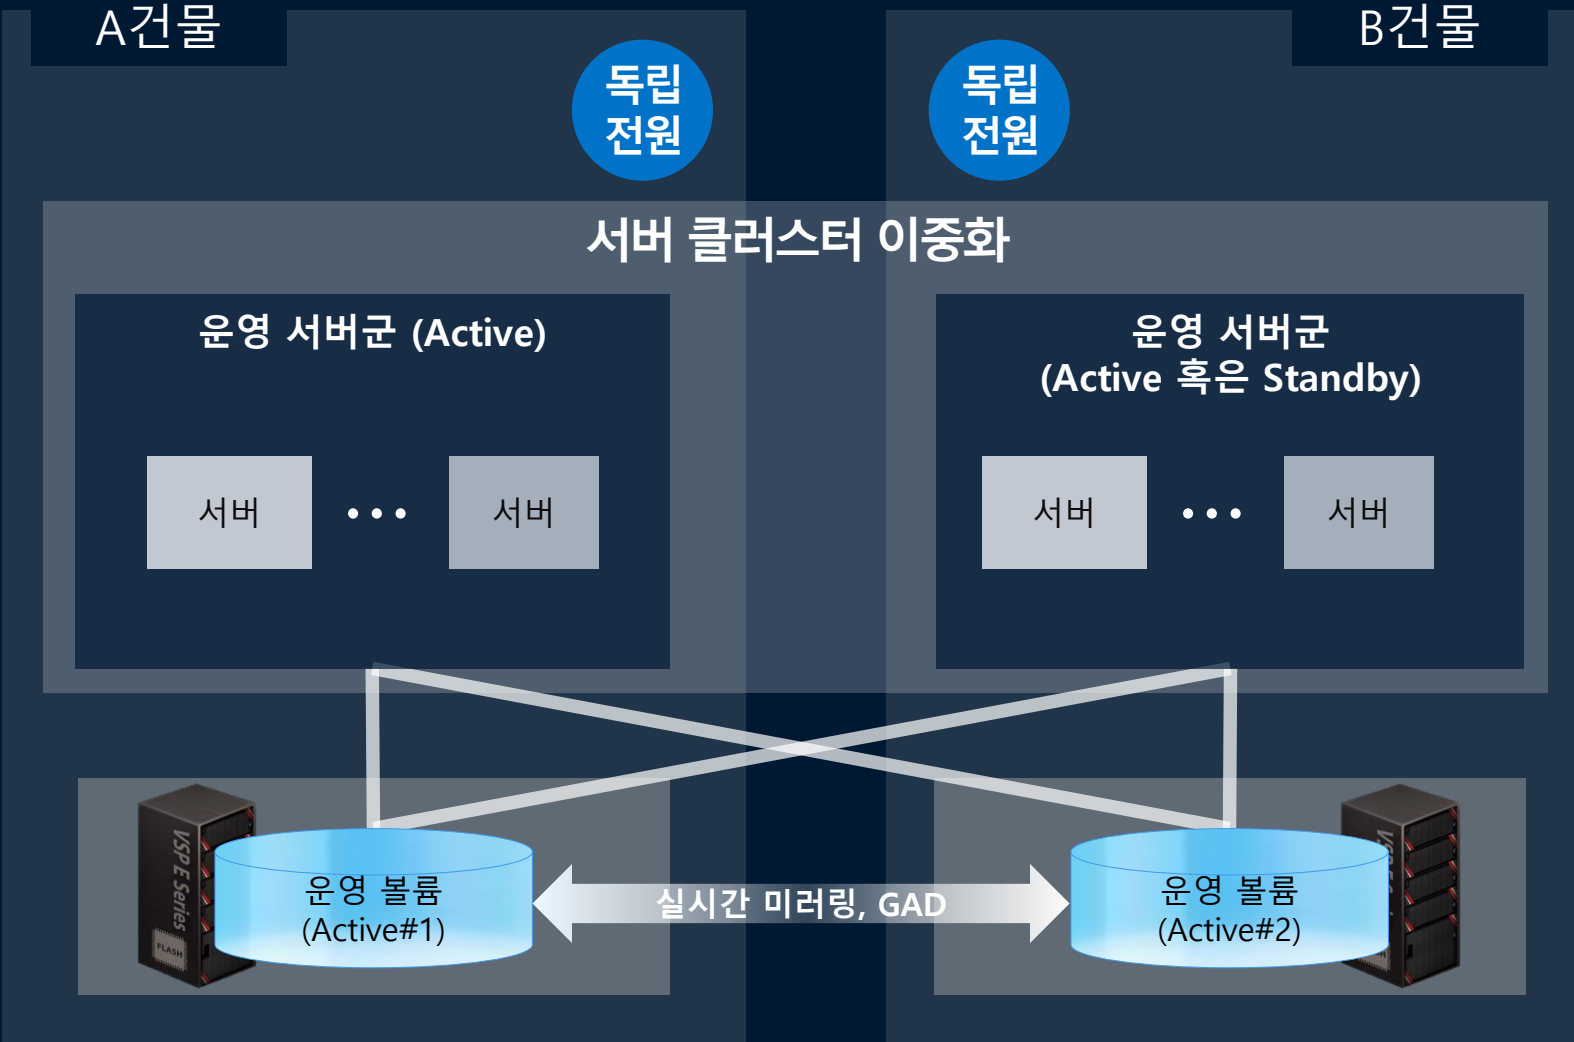 A건물
B건물
독립
전원
독립
전원
서버 클러스터 이중화
운영 서버군 (Active)
운영 서버군
(Active 혹은 Standby)
서버
서버
서버
서버
VSP E Series
FLASH
운영 볼륨
(Active#1)
실시간 미러링, GAD
운영 볼륨
(Active#2)